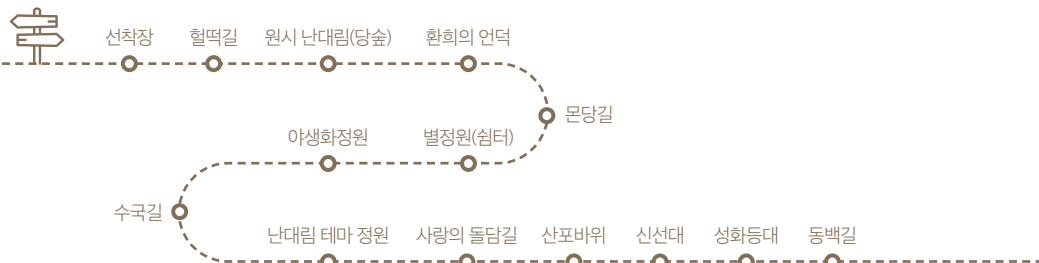 선착장
헐떡길
원시 난대림(당숲)
환희의 언덕
몬당길
별정원(쉼터)
야생화정원
수국길
난대림 테마 정원
사랑의 돌담길
산포바위
신선대
성화등대
동백길